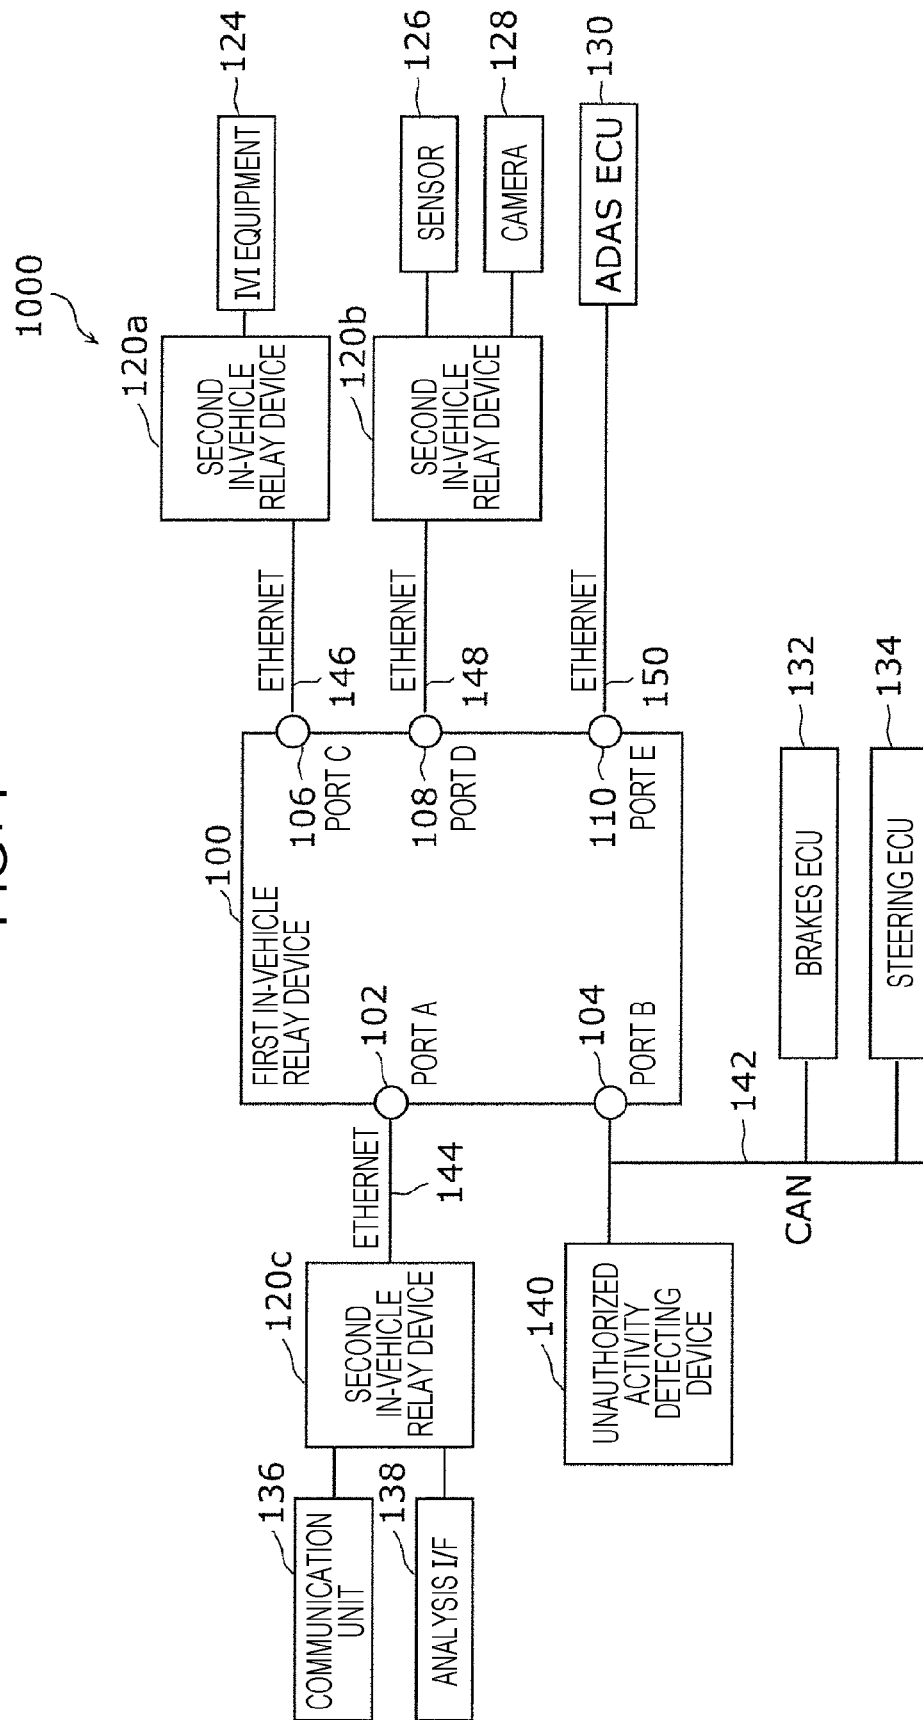 1000
120a
124
IVI EQUIPMENT
SECOND
IN-VEHICLE
RELAY DEVICE
ETHERNET
146
106
PORT C
120b
126
SENSOR
128
CAMERA
SECOND
IN-VEHICLE
RELAY DEVICE
ETHERNET
148
108
PORT D
130
ADAS ECU
ETHERNET
150
110
PORT E
100
FIRST IN-VEHICLE
RELAY DEVICE
102
PORT A
104
PORT B
ETHERNET
144
120c
SECOND
IN-VEHICLE
RELAY DEVICE
136
COMMUNICATION
UNIT
138
ANALYSIS I/F
140
UNAUTHORIZED
ACTIVITY
DETECTING
DEVICE
CAN
142
132
BRAKES ECU
134
STEERING ECU